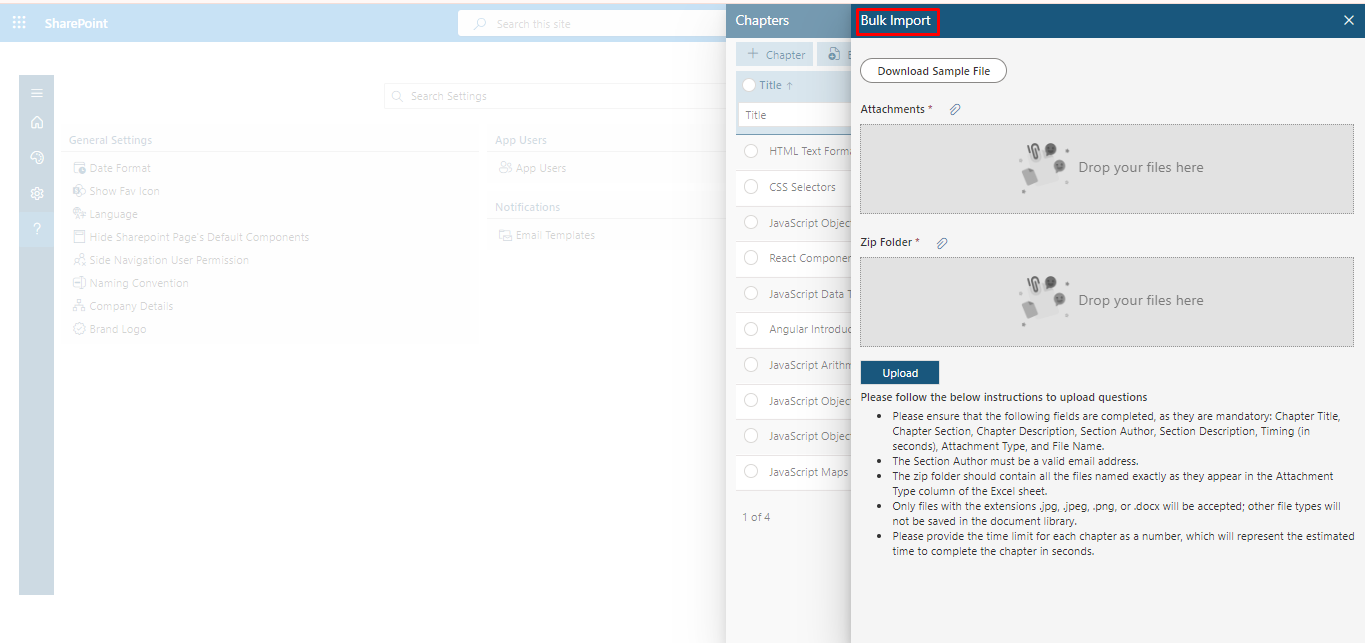 SharePoint
Search this site
Search Settings
General Settings
Date Format
Show Fav Icon
Language
Hide Sharepoint Page's Default Components
Side Navigation User Permission
Naming Convention
Company Details
Brand Logo
App Users
App Users
Notifications
Email Templates
Chapters
Chapter
Title ↑
Title
HTML Text Forma
CSS Selectors
JavaScript Objec
React Componen
JavaScript Data T
Angular Introduc
JavaScript Arithm
JavaScript Objec
JavaScript Objec
JavaScript Maps
1 of 4
Bulk Import
Download Sample File
Attachments *
Drop your files here
Zip Folder *
Drop your files here
Upload
Please follow the below instructions to upload questions
• Please ensure that the following fields are completed, as they are mandatory: Chapter Title,
Chapter Section, Chapter Description, Section Author, Section Description, Timing (in
seconds), Attachment Type, and File Name.
• The Section Author must be a valid email address.
• The zip folder should contain all the files named exactly as they appear in the Attachment
Type column of the Excel sheet.
• Only files with the extensions .jpg, .jpeg, .png, or .docx will be accepted; other file types will
not be saved in the document library.
• Please provide the time limit for each chapter as a number, which will represent the estimated
time to complete the chapter in seconds.